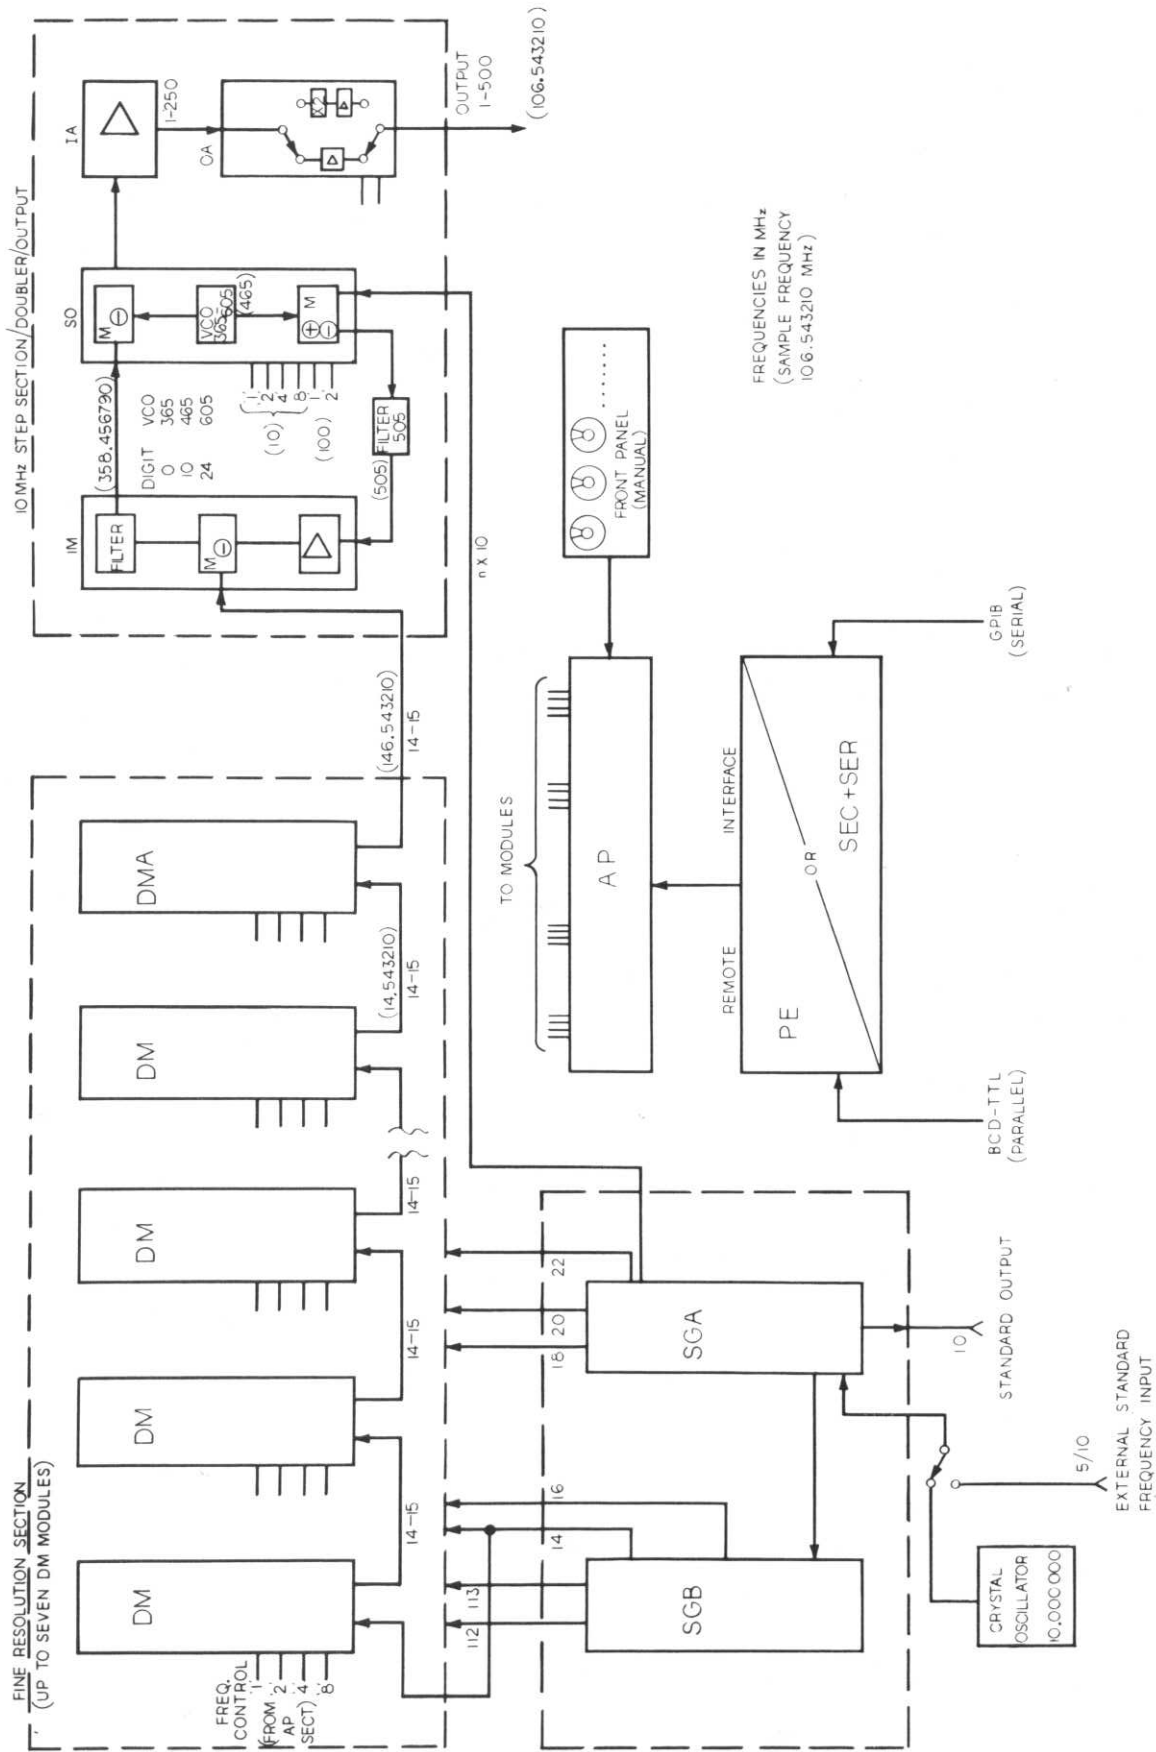 FINE RESOLUTION SECTION
(UP TO SEVEN DM MODULES)
DM
DM
DM
DM
DMA
FREQ.
CONTROL
(FROM
AP
SECT)
1
2
4
8
14-15
14-15
14-15
(14.543210)
14-15
(146.543210)
14-15
10MHz STEP SECTION/DOUBLER/OUTPUT
IM
FILTER
M
(358.456790)
DIGIT VCO
0 365
10 465
24 605
(505)
FILTER
505
SO
M
VCO
365-
605
(465)
M
1
2
4
8
(10)
1
2
(100)
IA
1-250
OA
X2
OUTPUT
1-500
(106.543210)
n X 10
112
113
14
16
18
20
22
SGB
SGA
10
STANDARD OUTPUT
5/10
EXTERNAL STANDARD
FREQUENCY INPUT
CRYSTAL
OSCILLATOR
10.000000
TO MODULES
AP
FRONT PANEL
(MANUAL)
REMOTE INTERFACE
PE
OR
SEC+SER
BCD-TTL
(PARALLEL)
GPIB
(SERIAL)
FREQUENCIES IN MHz
(SAMPLE FREQUENCY
106.543210 MHz)